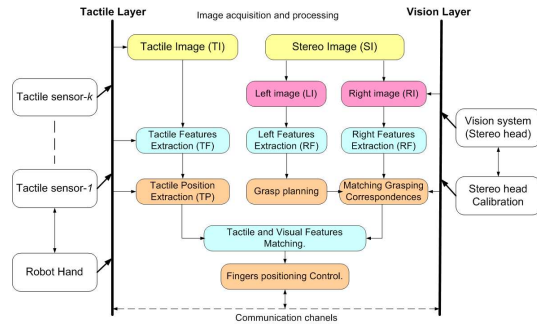 Tactile Layer
Image acquisition and processing
Vision Layer
Tactile Image (TI)
Stereo Image (SI)
Tactile sensor-k
Left image (LI)
Right image (RI)
Vision system
(Stereo head)
Tactile Features
Extraction (TF)
Left Features
Extraction (RF)
Right Features
Extraction (RF)
Tactile sensor-1
Tactile Position
Extraction (TP)
Grasp planning
Matching Grasping
Correspondences
Stereo head
Calibration
Tactile and Visual Features
Matching.
Robot Hand
Fingers positioning Control.
Communication chanels